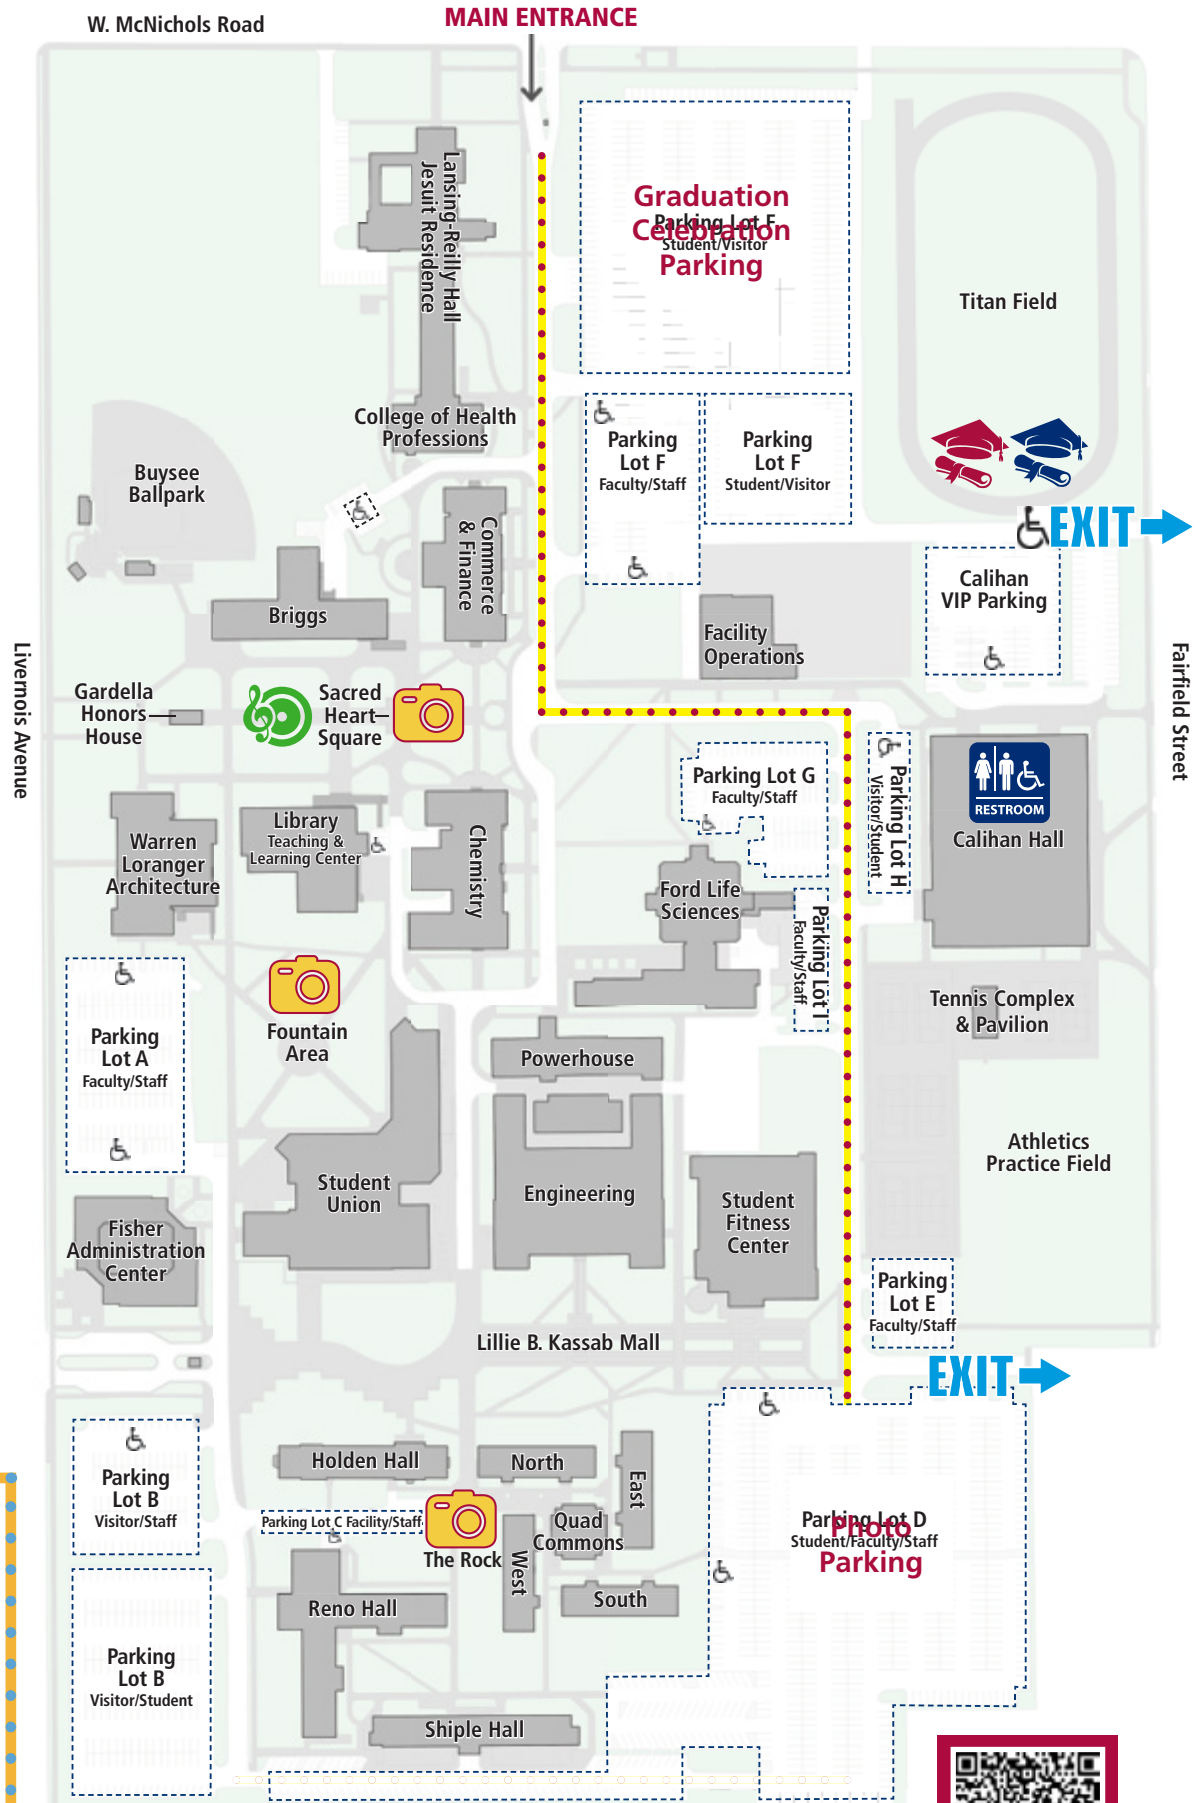 W. McNichols Road
MAIN ENTRANCE
Lansing-Reilly Hall
Jesuit Residence
Graduation
Celebration
Parking
Parking Lot F
Student/Visitor
Titan Field
College of Health
Professions
Parking
Lot F
Faculty/Staff
Parking
Lot F
Student/Visitor
Buysee
Ballpark
EXIT
Commerce
& Finance
Calihan
VIP Parking
Briggs
Facility
Operations
Livernois Avenue
Fairfield Street
Gardella
Honors
House
Sacred
Heart
Square
Parking Lot G
Faculty/Staff
Parking Lot H
Visitor/Student
RESTROOM
Calihan Hall
Warren
Loranger
Architecture
Library
Teaching &
Learning Center
Chemistry
Ford Life
Sciences
Parking Lot I
Faculty/Staff
Parking
Lot A
Faculty/Staff
Fountain
Area
Tennis Complex
& Pavilion
Powerhouse
Athletics
Practice Field
Student
Union
Engineering
Student
Fitness
Center
Fisher
Administration
Center
Parking
Lot E
Faculty/Staff
Lillie B. Kassab Mall
EXIT
Parking
Lot B
Visitor/Staff
Holden Hall
North
East
Parking Lot C Facility/Staff
The Rock
West
Quad
Commons
South
Parking Lot D
Student/Faculty/Staff
Photo
Parking
Reno Hall
Parking
Lot B
Visitor/Student
Shiple Hall